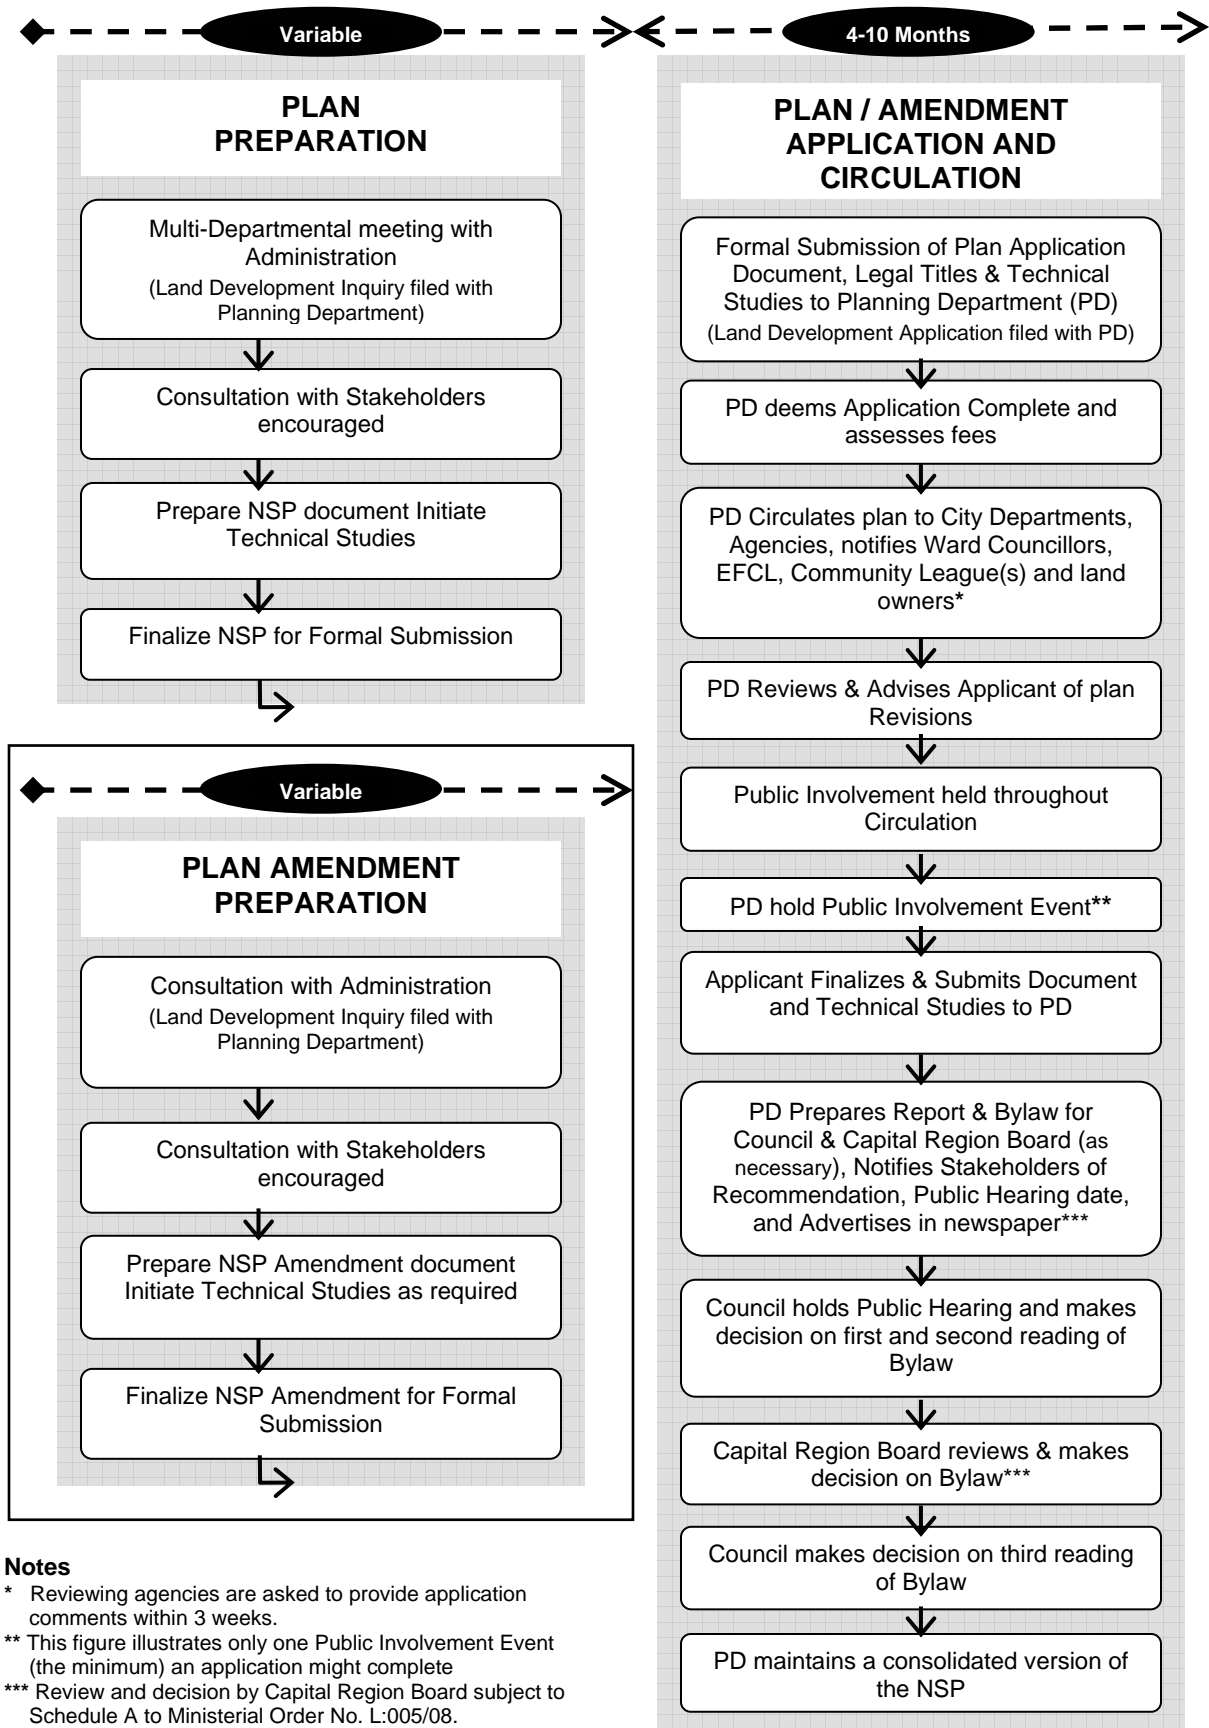 Variable
PLAN
PREPARATION
Multi-Departmental meeting with
Administration
(Land Development Inquiry filed with
Planning Department)
Consultation with Stakeholders
encouraged
Prepare NSP document Initiate
Technical Studies
Finalize NSP for Formal Submission
Variable
PLAN AMENDMENT
PREPARATION
Consultation with Administration
(Land Development Inquiry filed with
Planning Department)
Consultation with Stakeholders
encouraged
Prepare NSP Amendment document
Initiate Technical Studies as required
Finalize NSP Amendment for Formal
Submission
Notes
* Reviewing agencies are asked to provide application
comments within 3 weeks.
** This figure illustrates only one Public Involvement Event
(the minimum) an application might complete
*** Review and decision by Capital Region Board subject to
Schedule A to Ministerial Order No. L:005/08.
4-10 Months
PLAN / AMENDMENT
APPLICATION AND
CIRCULATION
Formal Submission of Plan Application
Document, Legal Titles & Technical
Studies to Planning Department (PD)
(Land Development Application filed with PD)
PD deems Application Complete and
assesses fees
PD Circulates plan to City Departments,
Agencies, notifies Ward Councillors,
EFCL, Community League(s) and land
owners*
PD Reviews & Advises Applicant of plan
Revisions
Public Involvement held throughout
Circulation
PD hold Public Involvement Event**
Applicant Finalizes & Submits Document
and Technical Studies to PD
PD Prepares Report & Bylaw for
Council & Capital Region Board (as
necessary), Notifies Stakeholders of
Recommendation, Public Hearing date,
and Advertises in newspaper***
Council holds Public Hearing and makes
decision on first and second reading of
Bylaw
Capital Region Board reviews & makes
decision on Bylaw***
Council makes decision on third reading
of Bylaw
PD maintains a consolidated version of
the NSP